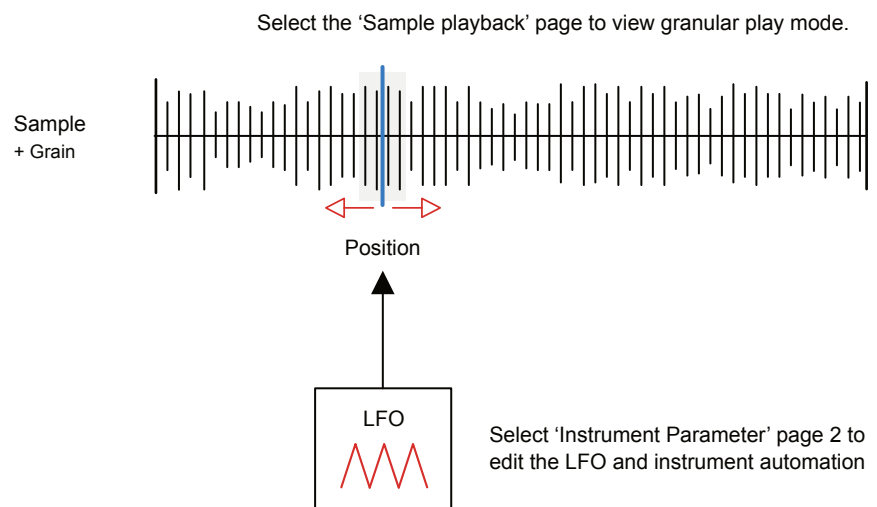 Select the ‘Sample playback’ page to view granular play mode.
Sample
+ Grain
Position
LFO
Select ‘Instrument Parameter’ page 2 to
edit the LFO and instrument automation